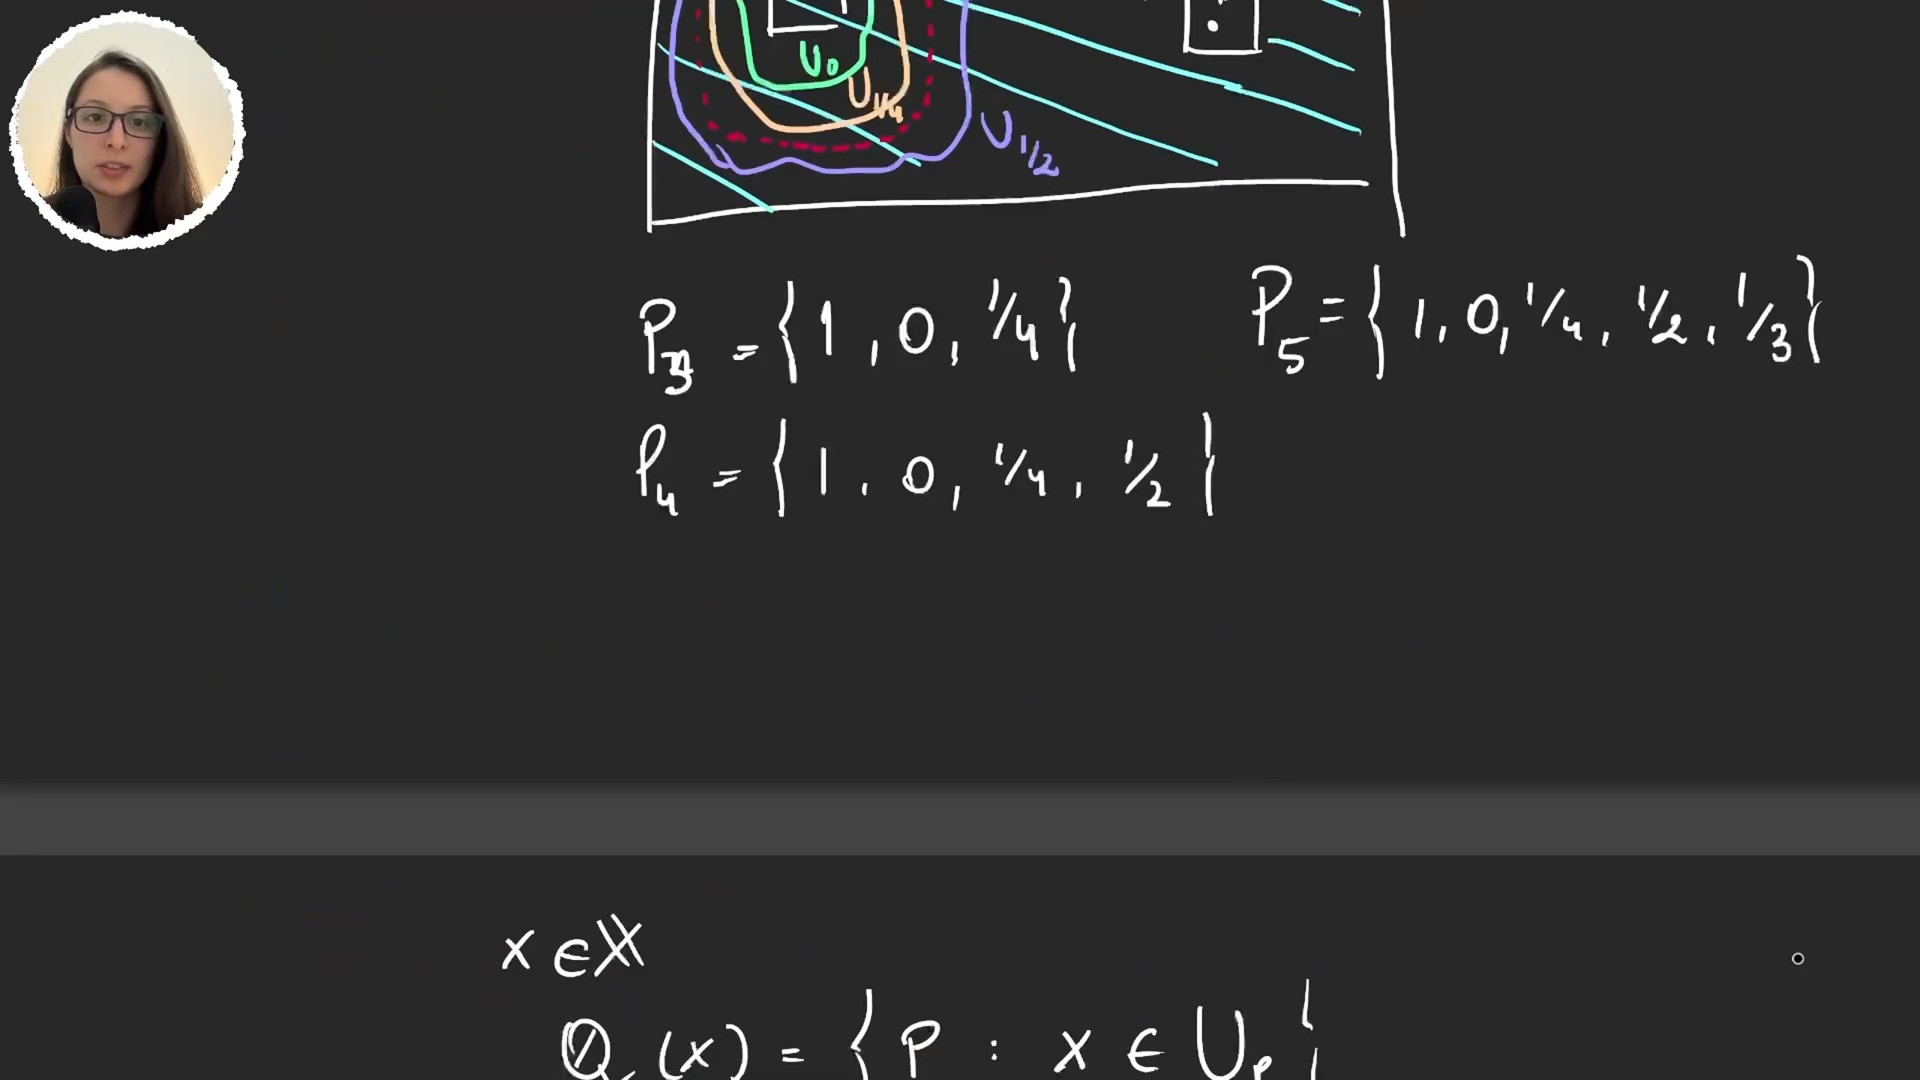 U₀
U₁/₄
U₁/₂
P₃ = {1, 0, 1/4}
P₅ = {1, 0, 1/4, 1/2, 1/3}
P₄ = {1, 0, 1/4, 1/2}
x ∈ X
Q(x) = {P : x ∈ Uₚ}